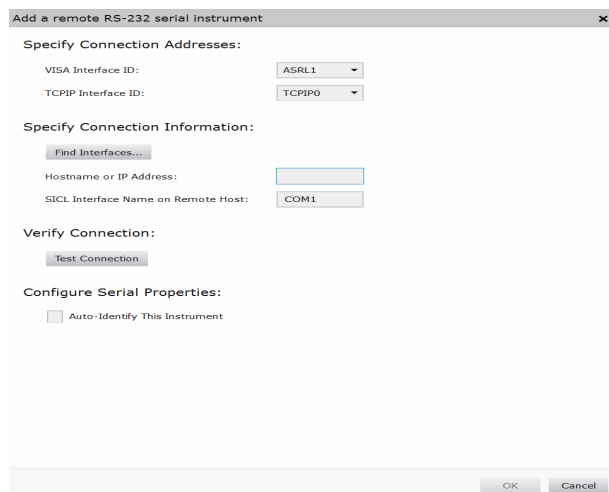 Add a remote RS-232 serial instrument
Specify Connection Addresses:
VISA Interface ID: ASRL1
TCPIP Interface ID: TCPIP0
Specify Connection Information:
Find Interfaces...
Hostname or IP Address:
SICL Interface Name on Remote Host: COM1
Verify Connection:
Test Connection
Configure Serial Properties:
Auto-Identify This Instrument
OK Cancel